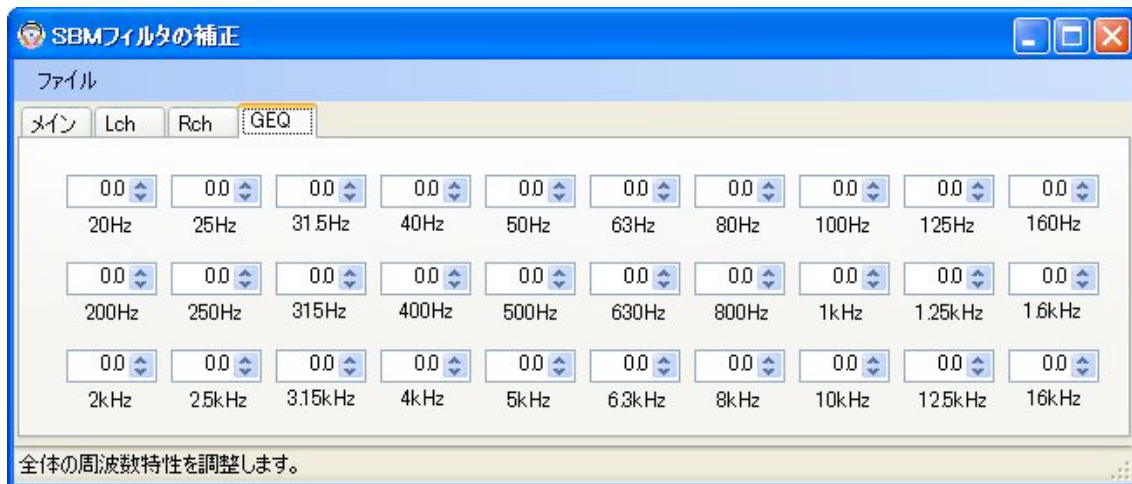 SBMフィルタの補正
ファイル
メイン Lch Rch GEQ
0.0 0.0 0.0 0.0 0.0 0.0 0.0 0.0 0.0 0.0
20Hz 25Hz 31.5Hz 40Hz 50Hz 63Hz 80Hz 100Hz 125Hz 160Hz
0.0 0.0 0.0 0.0 0.0 0.0 0.0 0.0 0.0 0.0
200Hz 250Hz 315Hz 400Hz 500Hz 630Hz 800Hz 1kHz 1.25kHz 1.6kHz
0.0 0.0 0.0 0.0 0.0 0.0 0.0 0.0 0.0 0.0
2kHz 2.5kHz 3.15kHz 4kHz 5kHz 6.3kHz 8kHz 10kHz 12.5kHz 16kHz
全体の周波数特性を調整します。